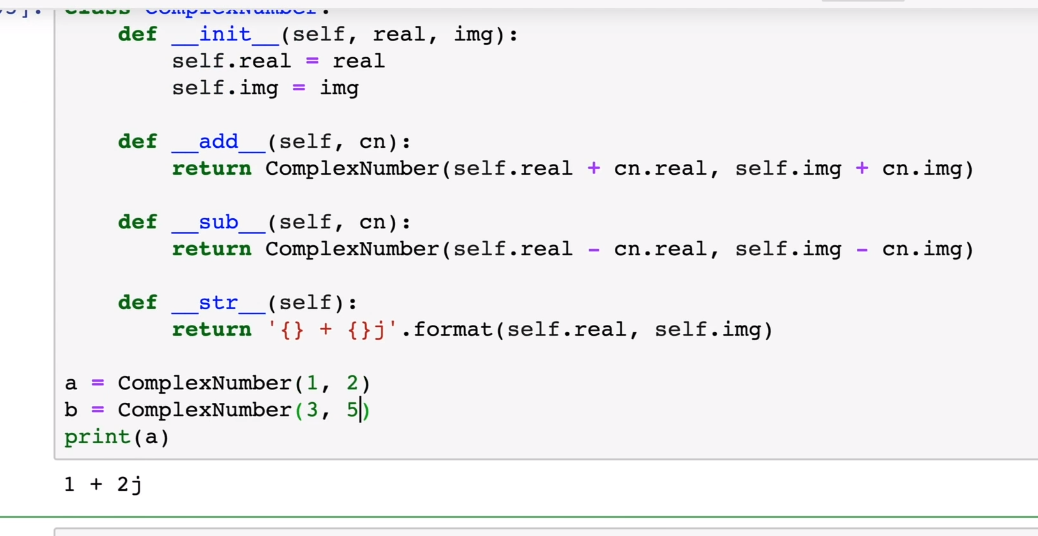 class ComplexNumber:
    def __init__(self, real, img):
        self.real = real
        self.img = img

    def __add__(self, cn):
        return ComplexNumber(self.real + cn.real, self.img + cn.img)

    def __sub__(self, cn):
        return ComplexNumber(self.real - cn.real, self.img - cn.img)

    def __str__(self):
        return '{} + {}j'.format(self.real, self.img)

a = ComplexNumber(1, 2)
b = ComplexNumber(3, 5)
print(a)
1 + 2j